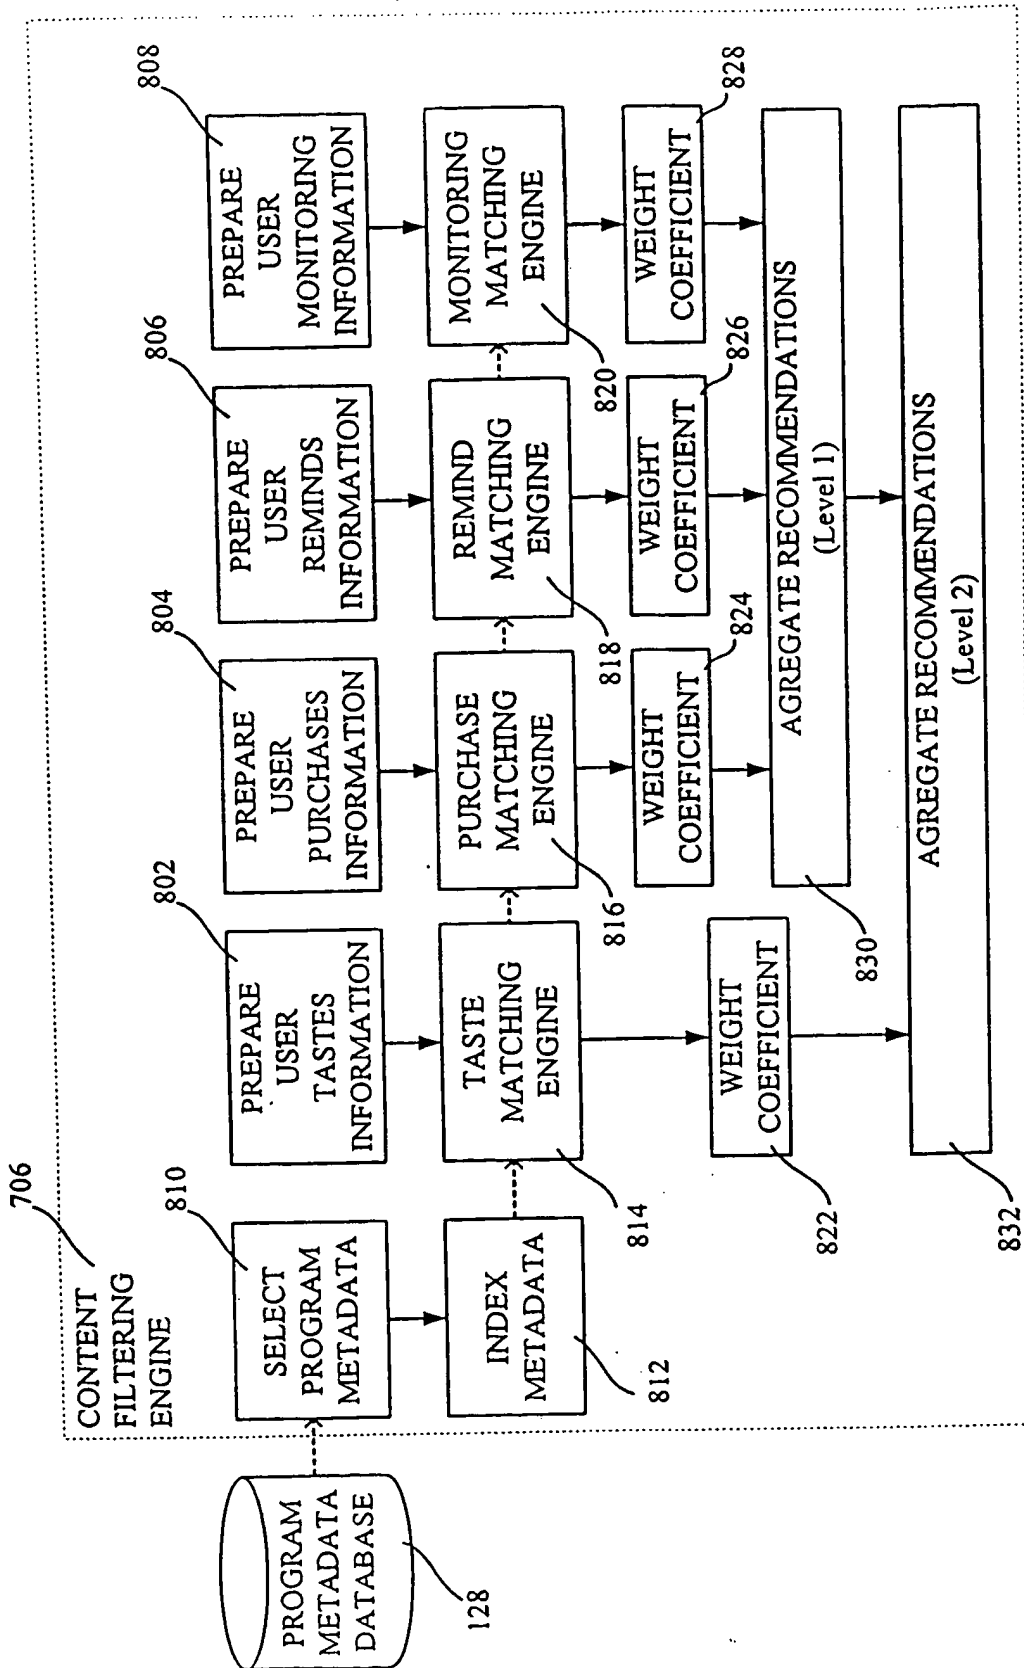 706
CONTENT
FILTERING
ENGINE
PROGRAM
METADATA
DATABASE
128
810
SELECT
PROGRAM
METADATA
INDEX
METADATA
812
802
PREPARE
USER
TASTES
INFORMATION
TASTE
MATCHING
ENGINE
814
WEIGHT
COEFFICIENT
822
804
PREPARE
USER
PURCHASES
INFORMATION
PURCHASE
MATCHING
ENGINE
816
WEIGHT
COEFFICIENT
824
806
PREPARE
USER
REMINDS
INFORMATION
REMIND
MATCHING
ENGINE
818
WEIGHT
COEFFICIENT
826
808
PREPARE
USER
MONITORING
INFORMATION
MONITORING
MATCHING
ENGINE
820
WEIGHT
COEFFICIENT
828
AGREGATE RECOMMENDATIONS
(Level 1)
830
AGREGATE RECOMMENDATIONS
(Level 2)
832